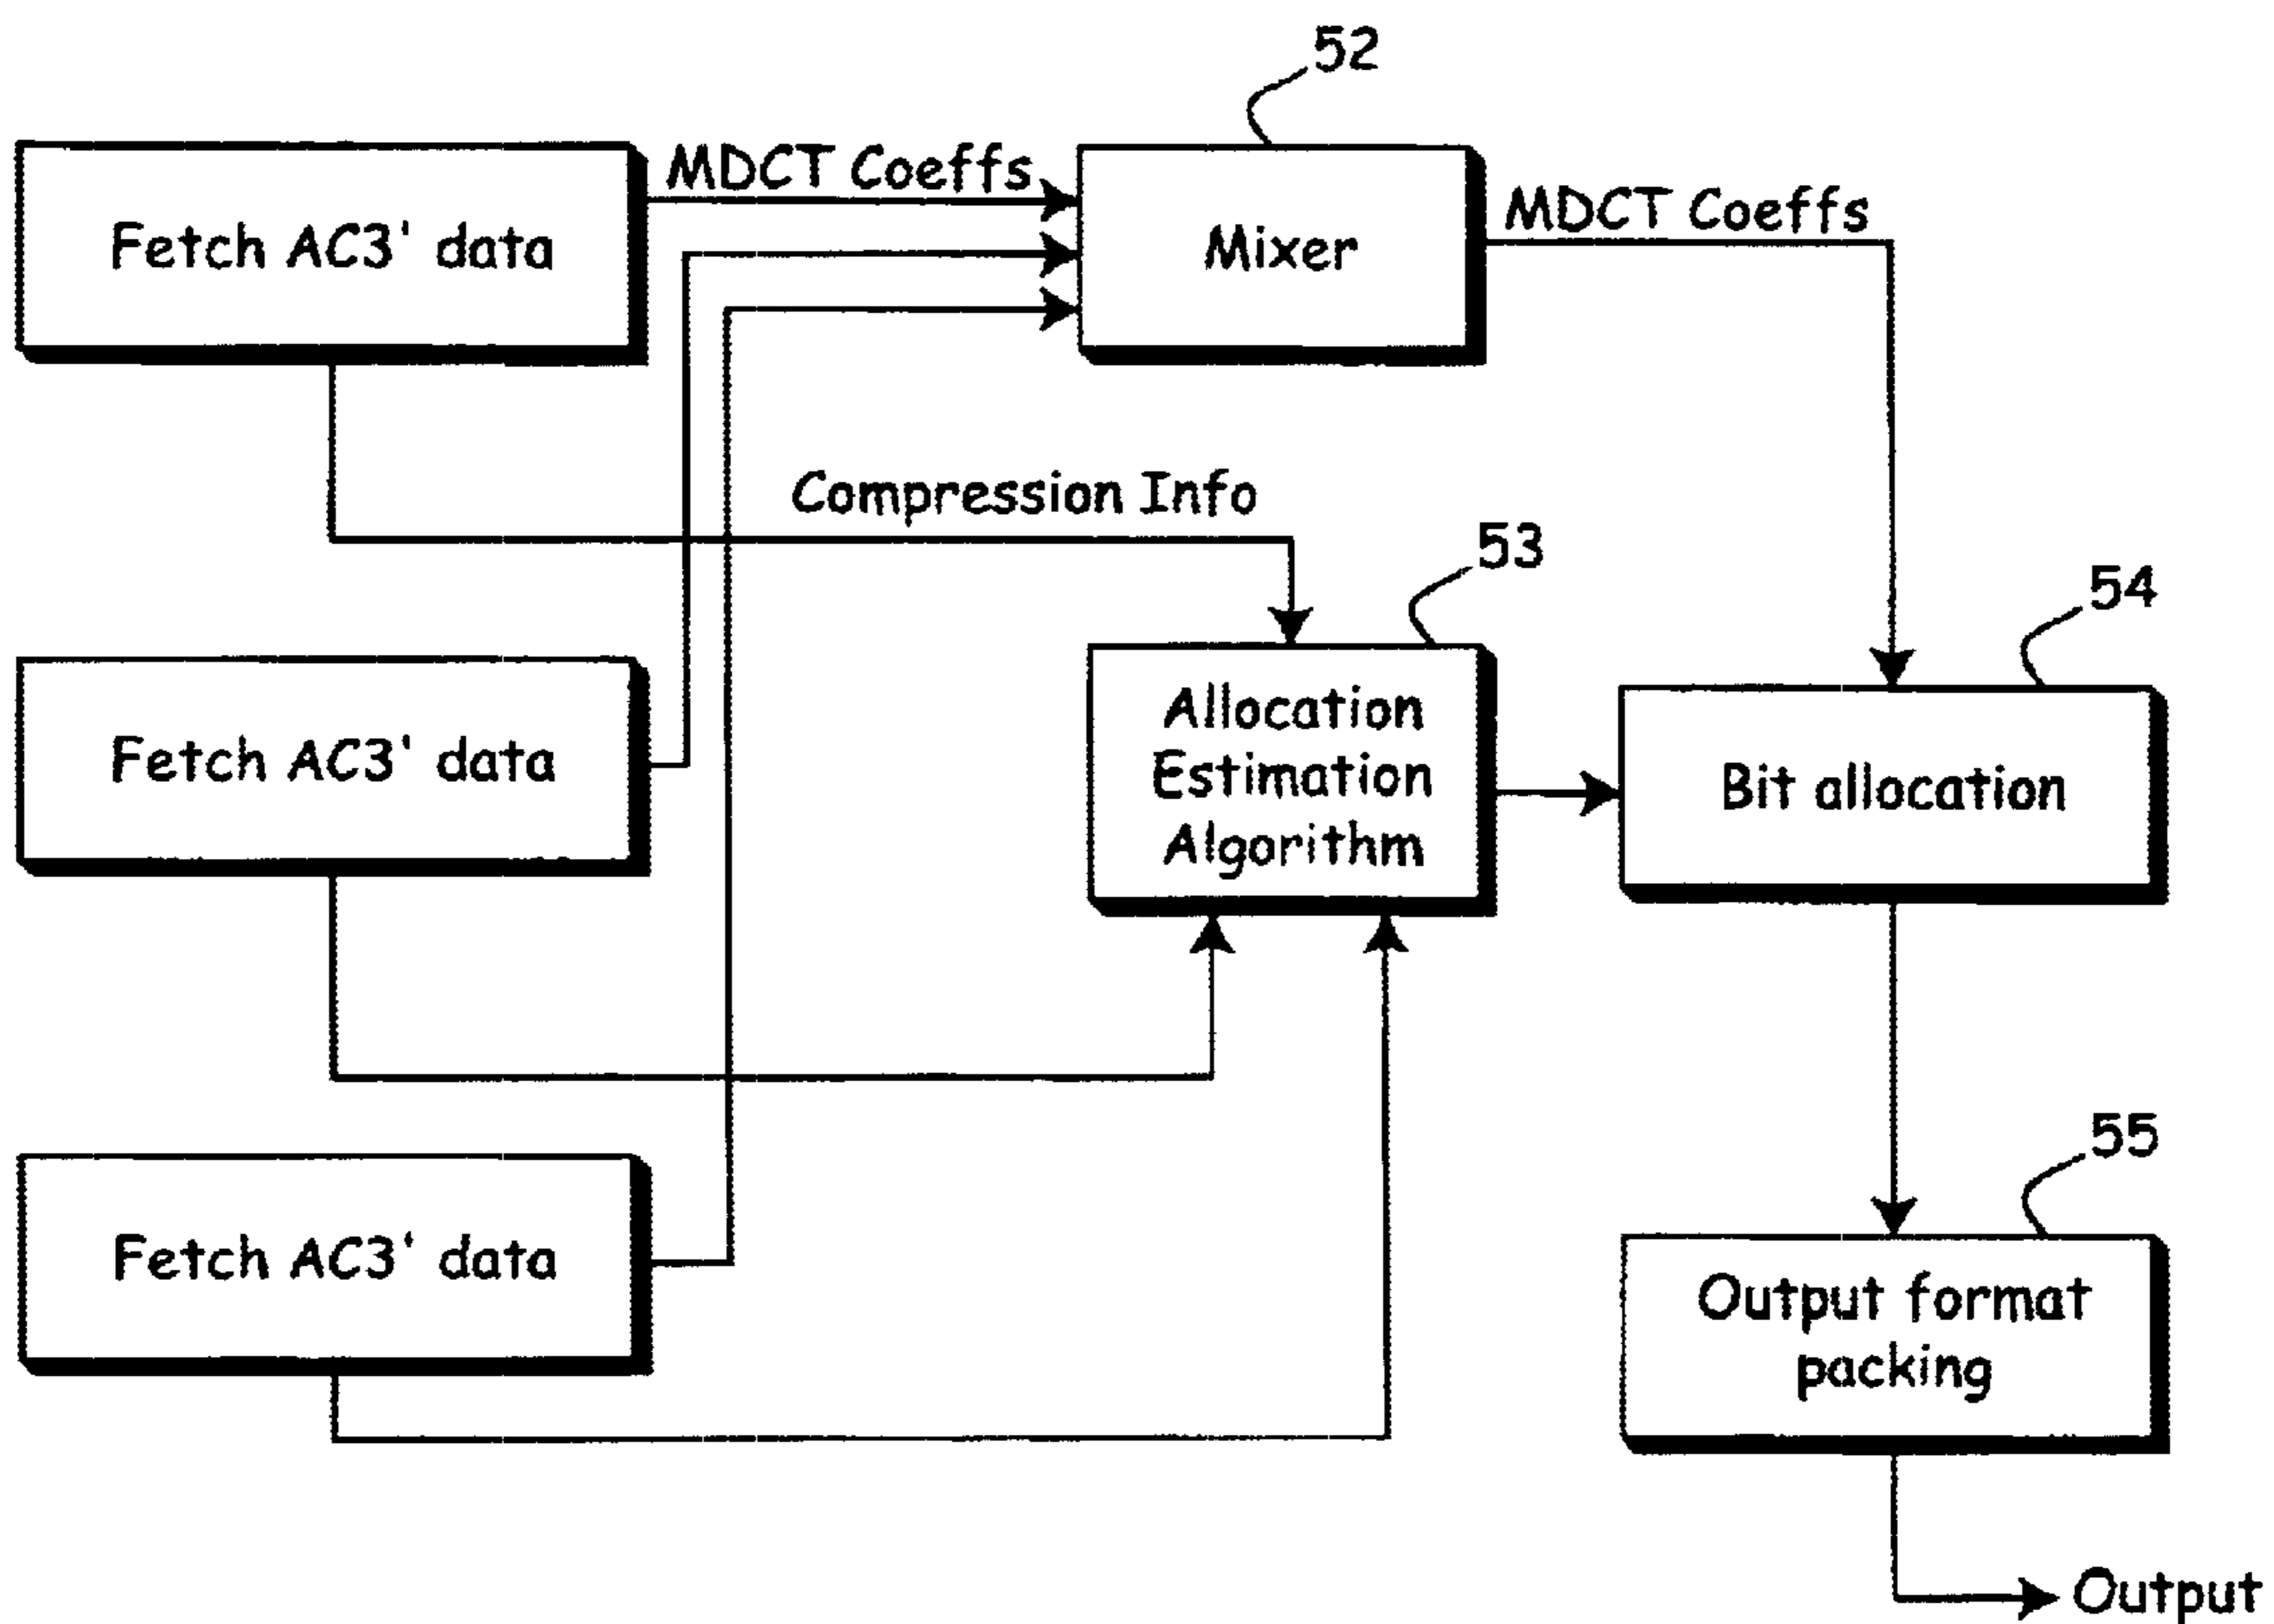 52
MDCT Coeffs
Fetch AC3' data
Mixer
MDCT Coeffs
Compression Info
53
54
Fetch AC3' data
Allocation
Estimation
Algorithm
Bit allocation
55
Fetch AC3' data
Output format
packing
Output